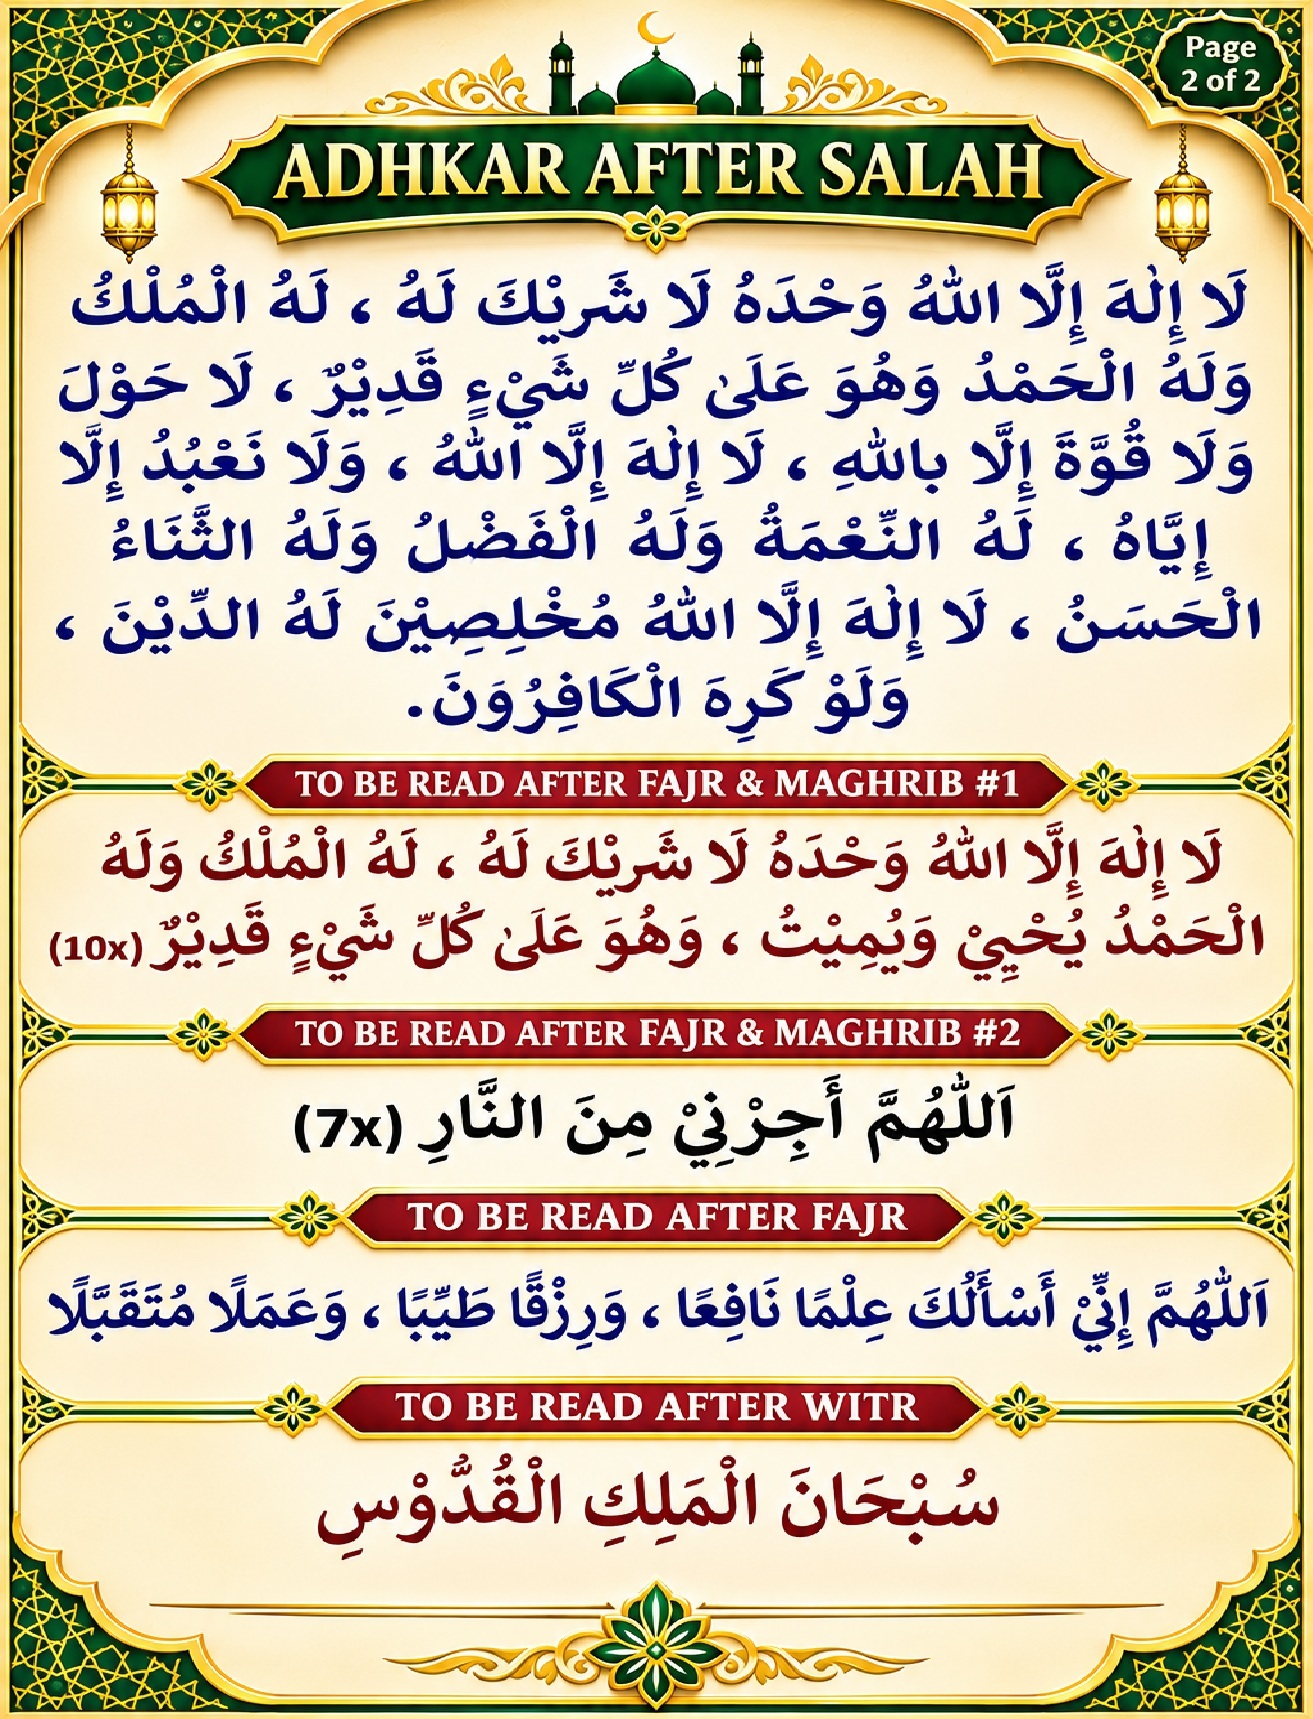 Page
2 of 2
ADHKAR AFTER SALAH
لَا إِلٰهَ إِلَّا اللهُ وَحْدَهُ لَا شَرِيْكَ لَهُ ، لَهُ الْمُلْكُ
وَلَهُ الْحَمْدُ وَهُوَ عَلَىٰ كُلِّ شَيْءٍ قَدِيْرٌ ، لَا حَوْلَ
وَلَا قُوَّةَ إِلَّا بِاللهِ ، لَا إِلٰهَ إِلَّا اللهُ ، وَلَا نَعْبُدُ إِلَّا
إِيَّاهُ ، لَهُ النِّعْمَةُ وَلَهُ الْفَضْلُ وَلَهُ الثَّنَاءُ
الْحَسَنُ ، لَا إِلٰهَ إِلَّا اللهُ مُخْلِصِيْنَ لَهُ الدِّيْنَ ،
وَلَوْ كَرِهَ الْكَافِرُوَنَ.
TO BE READ AFTER FAJR & MAGHRIB #1
لَا إِلٰهَ إِلَّا اللهُ وَحْدَهُ لَا شَرِيْكَ لَهُ ، لَهُ الْمُلْكُ وَلَهُ
الْحَمْدُ يُحْيِيْ وَيُمِيْتُ ، وَهُوَ عَلَىٰ كُلِّ شَيْءٍ قَدِيْرٌ (10x)
TO BE READ AFTER FAJR & MAGHRIB #2
اَللّٰهُمَّ أَجِرْنِيْ مِنَ النَّارِ (7x)
TO BE READ AFTER FAJR
اَللّٰهُمَّ إِنِّيْ أَسْأَلُكَ عِلْمًا نَافِعًا ، وَرِزْقًا طَيِّبًا ، وَعَمَلًا مُتَقَبَّلًا
TO BE READ AFTER WITR
سُبْحَانَ الْمَلِكِ الْقُدُّوْسِ